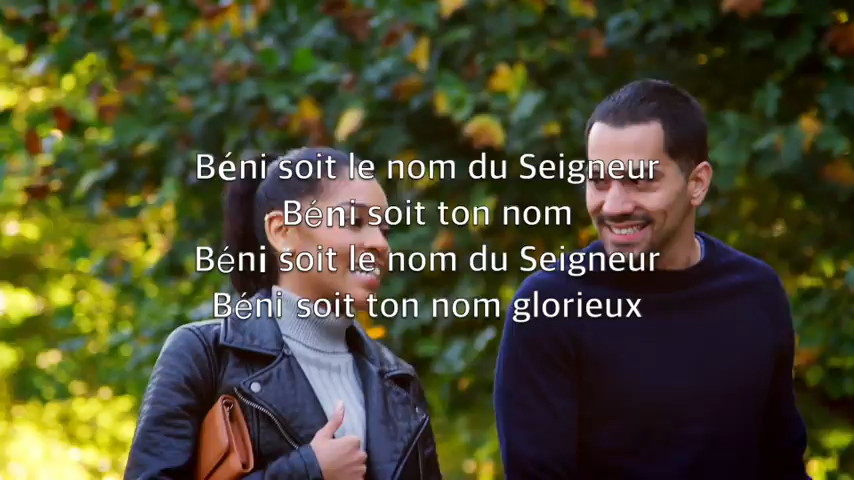 Béni soit le nom du Seigneur
Béni soit ton nom
Béni soit le nom du Seigneur
Béni soit ton nom glorieux